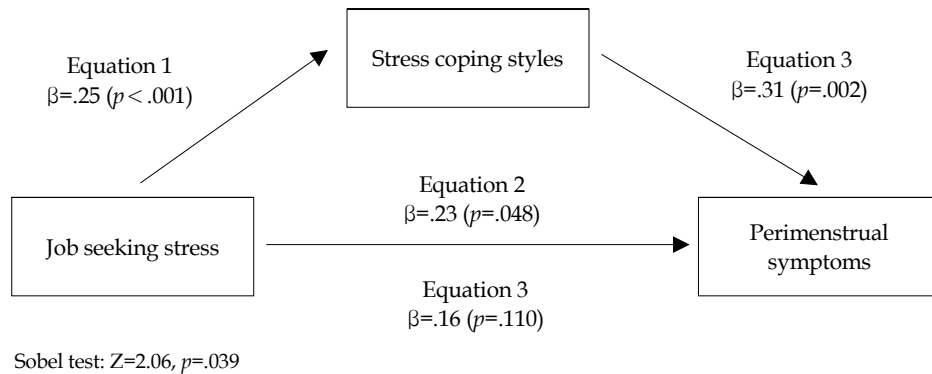 Stress coping styles
Equation 1
β=.25 (p < .001)
Equation 3
β=.31 (p=.002)
Job seeking stress
Equation 2
β=.23 (p=.048)
Equation 3
β=.16 (p=.110)
Perimenstrual
symptoms
Sobel test: Z=2.06, p=.039